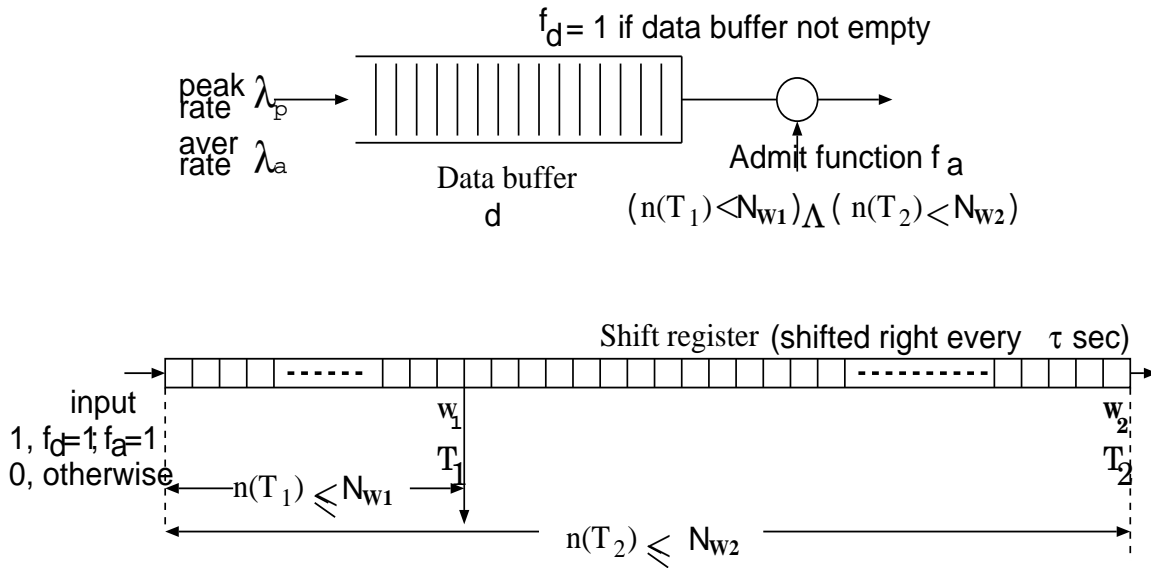 f_d = 1 if data buffer not empty
peak rate λ_p
aver rate λ_a
Data buffer
d
Admit function f_a
(n(T_1)<N_W1)Λ(n(T_2)<N_W2)
Shift register (shifted right every τ sec)
input
1, f_d=1; f_a=1
0, otherwise
w_1
T_1
w_2
T_2
n(T_1) ⩽ N_W1
n(T_2) ⩽ N_W2